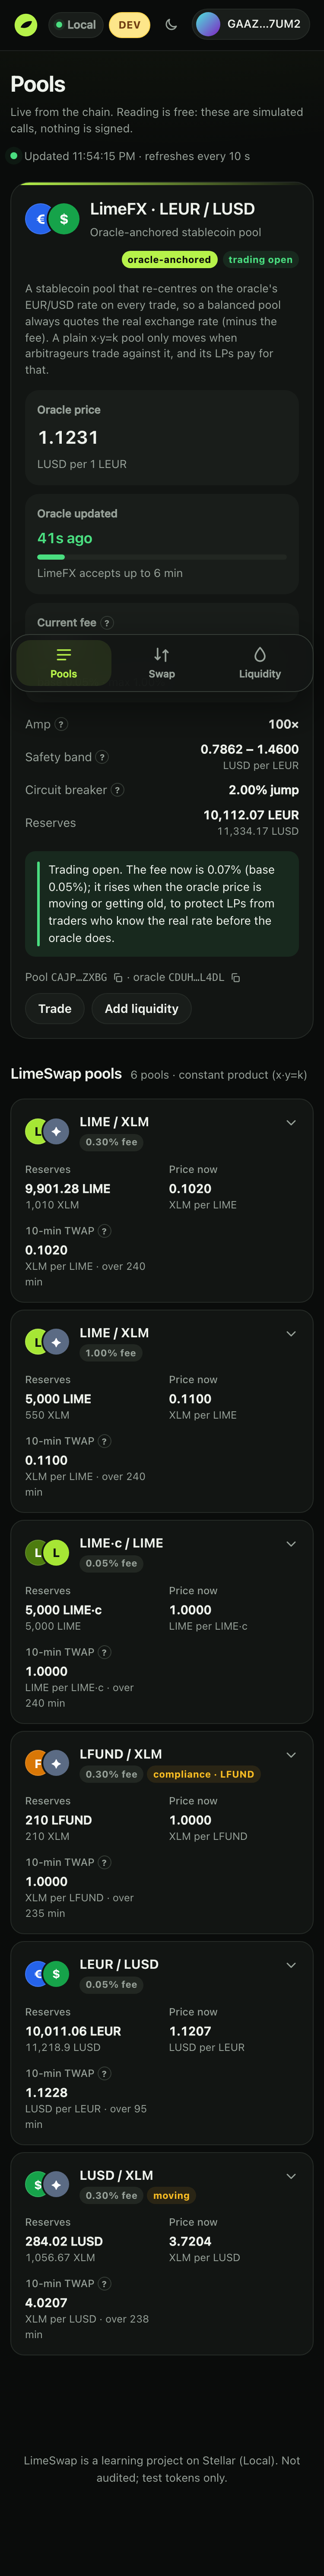 Local
DEV
GAAZ...7UM2
Pools
Live from the chain. Reading is free: these are simulated
calls, nothing is signed.
Updated 11:54:15 PM · refreshes every 10 s
€ $
LimeFX · LEUR / LUSD
Oracle-anchored stablecoin pool
oracle-anchored
trading open
A stablecoin pool that re-centres on the oracle's
EUR/USD rate on every trade, so a balanced pool
always quotes the real exchange rate (minus the
fee). A plain x·y=k pool only moves when
arbitrageurs trade against it, and its LPs pay for
that.
Oracle price
1.1231
LUSD per 1 LEUR
Oracle updated
41s ago
LimeFX accepts up to 6 min
Current fee ?
Pools
Swap
Liquidity
Amp ? 100×
Safety band ? 0.7862 – 1.4600
LUSD per LEUR
Circuit breaker ? 2.00% jump
Reserves 10,112.07 LEUR
11,334.17 LUSD
Trading open. The fee now is 0.07% (base
0.05%); it rises when the oracle price is
moving or getting old, to protect LPs from
traders who know the real rate before the
oracle does.
Pool CAJP…ZXBG · oracle CDUH…L4DL
Trade
Add liquidity
LimeSwap pools 6 pools · constant product (x·y=k)
L
LIME / XLM
0.30% fee
Reserves Price now
9,901.28 LIME 0.1020
1,010 XLM XLM per LIME
10-min TWAP ?
0.1020
XLM per LIME · over 240
min
L
LIME / XLM
1.00% fee
Reserves Price now
5,000 LIME 0.1100
550 XLM XLM per LIME
10-min TWAP ?
0.1100
XLM per LIME · over 240
min
L L
LIME·c / LIME
0.05% fee
Reserves Price now
5,000 LIME·c 1.0000
5,000 LIME LIME per LIME·c
10-min TWAP ?
1.0000
LIME per LIME·c · over
240 min
F
LFUND / XLM
0.30% fee compliance · LFUND
Reserves Price now
210 LFUND 1.0000
210 XLM XLM per LFUND
10-min TWAP ?
1.0000
XLM per LFUND · over
235 min
€ $
LEUR / LUSD
0.05% fee
Reserves Price now
10,011.06 LEUR 1.1207
11,218.9 LUSD LUSD per LEUR
10-min TWAP ?
1.1228
LUSD per LEUR · over 95
min
$
LUSD / XLM
0.30% fee moving
Reserves Price now
284.02 LUSD 3.7204
1,056.67 XLM XLM per LUSD
10-min TWAP ?
4.0207
XLM per LUSD · over 238
min
LimeSwap is a learning project on Stellar (Local). Not
audited; test tokens only.